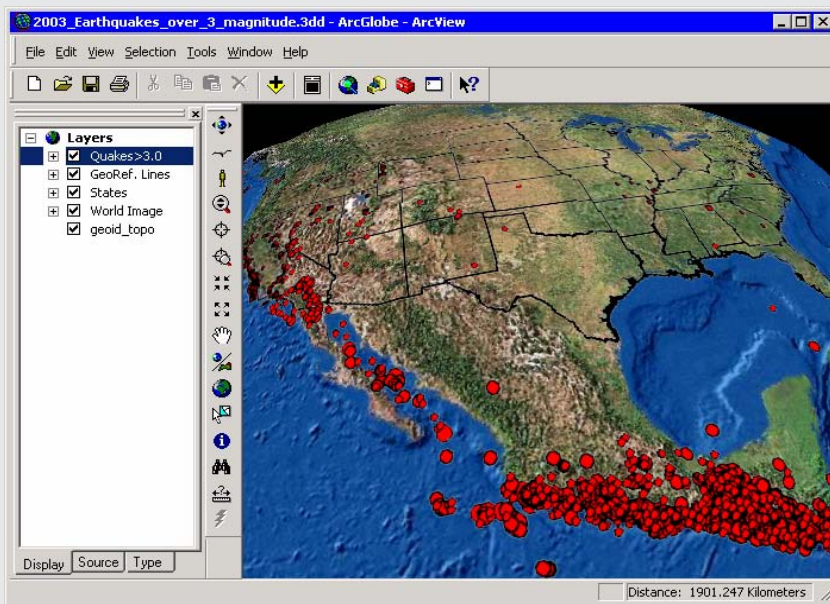 2003_Earthquakes_over_3_magnitude.3dd - ArcGlobe - ArcView
File Edit View Selection Tools Window Help
Layers
Quakes>3.0
GeoRef. Lines
States
World Image
geoid_topo
Display Source Type
Distance: 1901.247 Kilometers